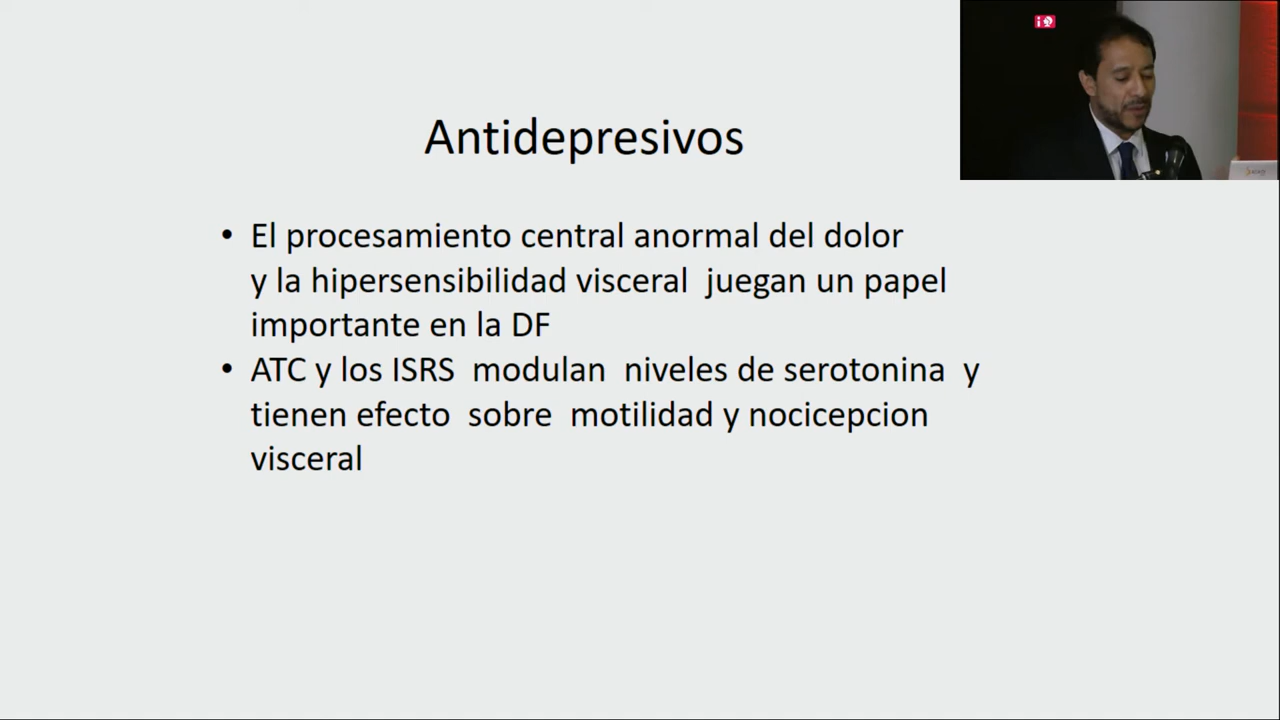 Antidepresivos
• El procesamiento central anormal del dolor
y la hipersensibilidad visceral juegan un papel
importante en la DF
• ATC y los ISRS modulan niveles de serotonina y
tienen efecto sobre motilidad y nocicepcion
visceral